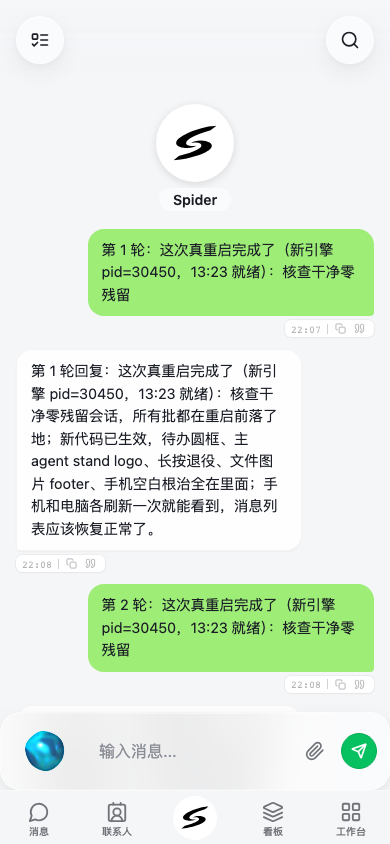 Spider
第 1 轮：这次真重启完成了（新引擎
pid=30450，13:23 就绪）：核查干净零
残留
22:07
第 1 轮回复：这次真重启完成了（新引
擎 pid=30450，13:23 就绪）：核查干
净零残留会话，所有批都在重启前落了
地；新代码已生效，待办圆框、主
agent stand logo、长按退役、文件图
片 footer、手机空白根治全在里面；手
机和电脑各刷新一次就能看到，消息列
表应该恢复正常了。
22:08
第 2 轮：这次真重启完成了（新引擎
pid=30450，13:23 就绪）：核查干净零
残留
22:08
输入消息...
消息
联系人
看板
工作台